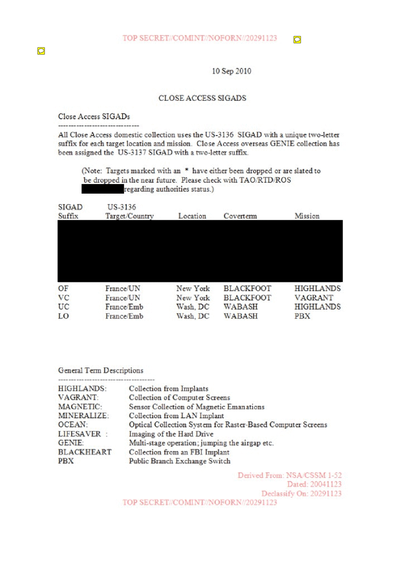 TOP SECRET//COMINT/NOFORN//20291123
10 Sep 2010
CLOSE ACCESS SIGADS
Close Access SIGADs
--------------------------------
All Close Access domestic collection uses the US-3136 SIGAD with a unique two-letter
suffix for each target location and mission. Close Access overseas GENIE collection has
been assigned the US-3137 SIGAD with a two-letter suffix.
(Note: Targets marked with an * have either been dropped or are slated to
be dropped in the near future. Please check with TAO/RTD/ROS
regarding authorities status.)
SIGAD US-3136
Suffix Target/Country Location Coverterm Mission
OF France/UN New York BLACKFOOT HIGHLANDS
VC France/UN New York BLACKFOOT VAGRANT
UC France/Emb Wash, DC WABASH HIGHLANDS
LO France/Emb Wash, DC WABASH PBX
General Term Descriptions
--------------------------------------
HIGHLANDS: Collection from Implants
VAGRANT: Collection of Computer Screens
MAGNETIC: Sensor Collection of Magnetic Emanations
MINERALIZE: Collection from LAN Implant
OCEAN: Optical Collection System for Raster-Based Computer Screens
LIFESAVER : Imaging of the Hard Drive
GENIE: Multi-stage operation; jumping the airgap etc.
BLACKHEART Collection from an FBI Implant
PBX Public Branch Exchange Switch
Derived From: NSA/CSSM 1-52
Dated: 20041123
Declassify On: 20291123
TOP SECRET//COMINT/NOFORN//20291123